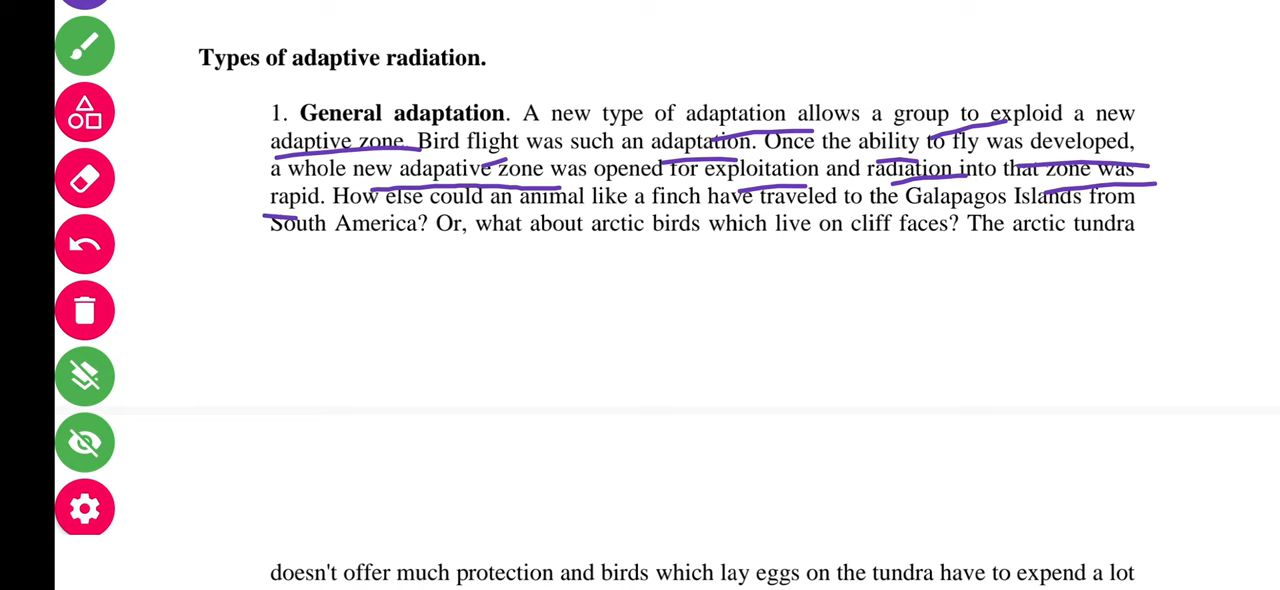 Types of adaptive radiation.
1. General adaptation. A new type of adaptation allows a group to exploid a new
adaptive zone. Bird flight was such an adaptation. Once the ability to fly was developed,
a whole new adapative zone was opened for exploitation and radiation into that zone was
rapid. How else could an animal like a finch have traveled to the Galapagos Islands from
South America? Or, what about arctic birds which live on cliff faces? The arctic tundra
doesn't offer much protection and birds which lay eggs on the tundra have to expend a lot